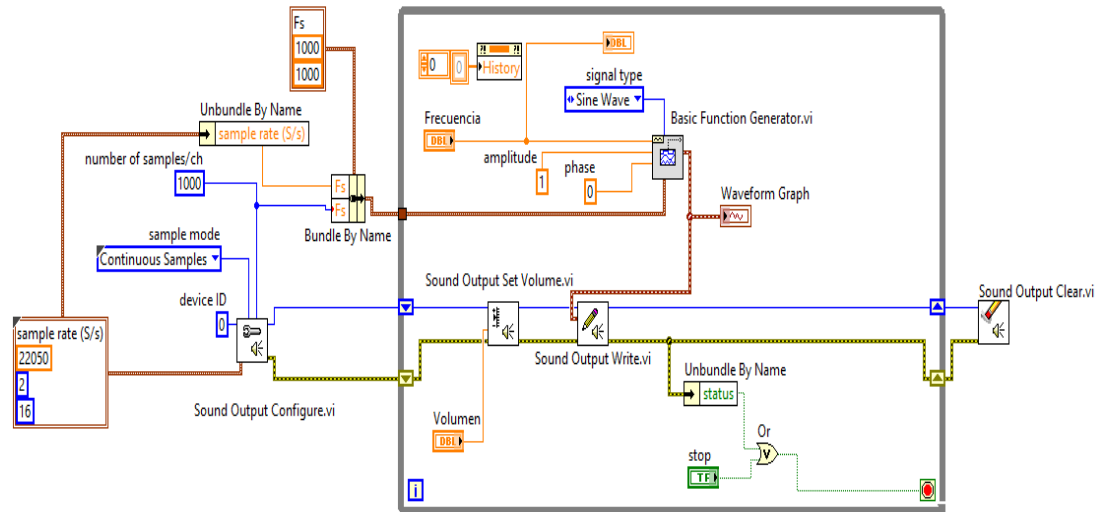 Fs
1000
1000
Unbundle By Name
sample rate (S/s)
number of samples/ch
1000
Fs
Fs
Bundle By Name
sample mode
Continuous Samples
device ID
0
sample rate (S/s)
22050
2
16
Sound Output Configure.vi
0
0
?! ?!
History
DBL
signal type
Sine Wave
Frecuencia
DBL
Basic Function Generator.vi
amplitude
1
phase
0
Waveform Graph
Sound Output Set Volume.vi
Sound Output Write.vi
Sound Output Clear.vi
Volumen
DBL
Unbundle By Name
status
Or
V
stop
TF
i